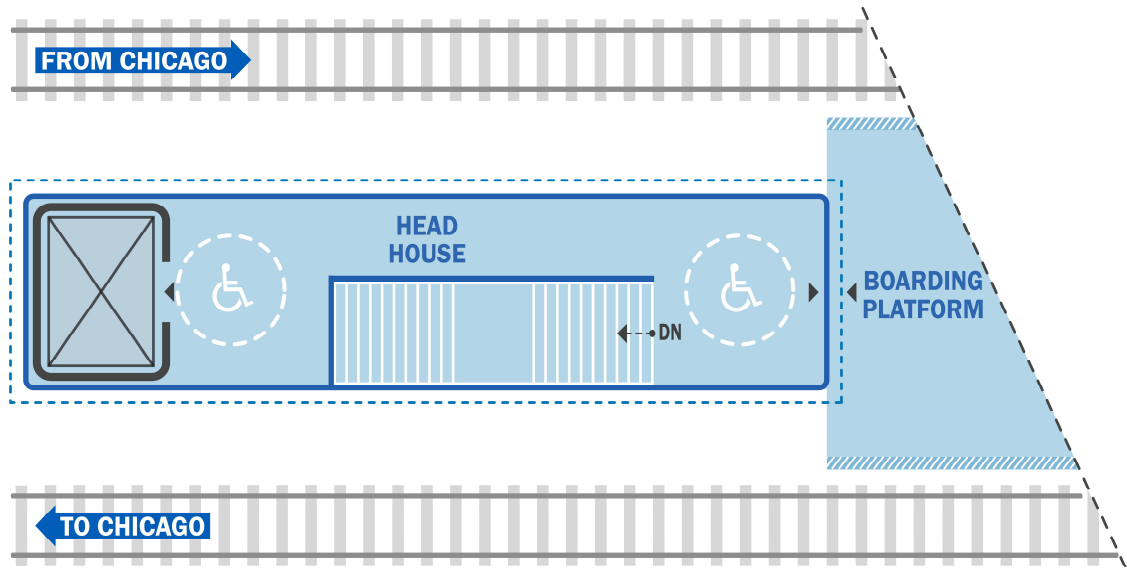 FROM CHICAGO
HEAD
HOUSE
BOARDING
PLATFORM
DN
TO CHICAGO